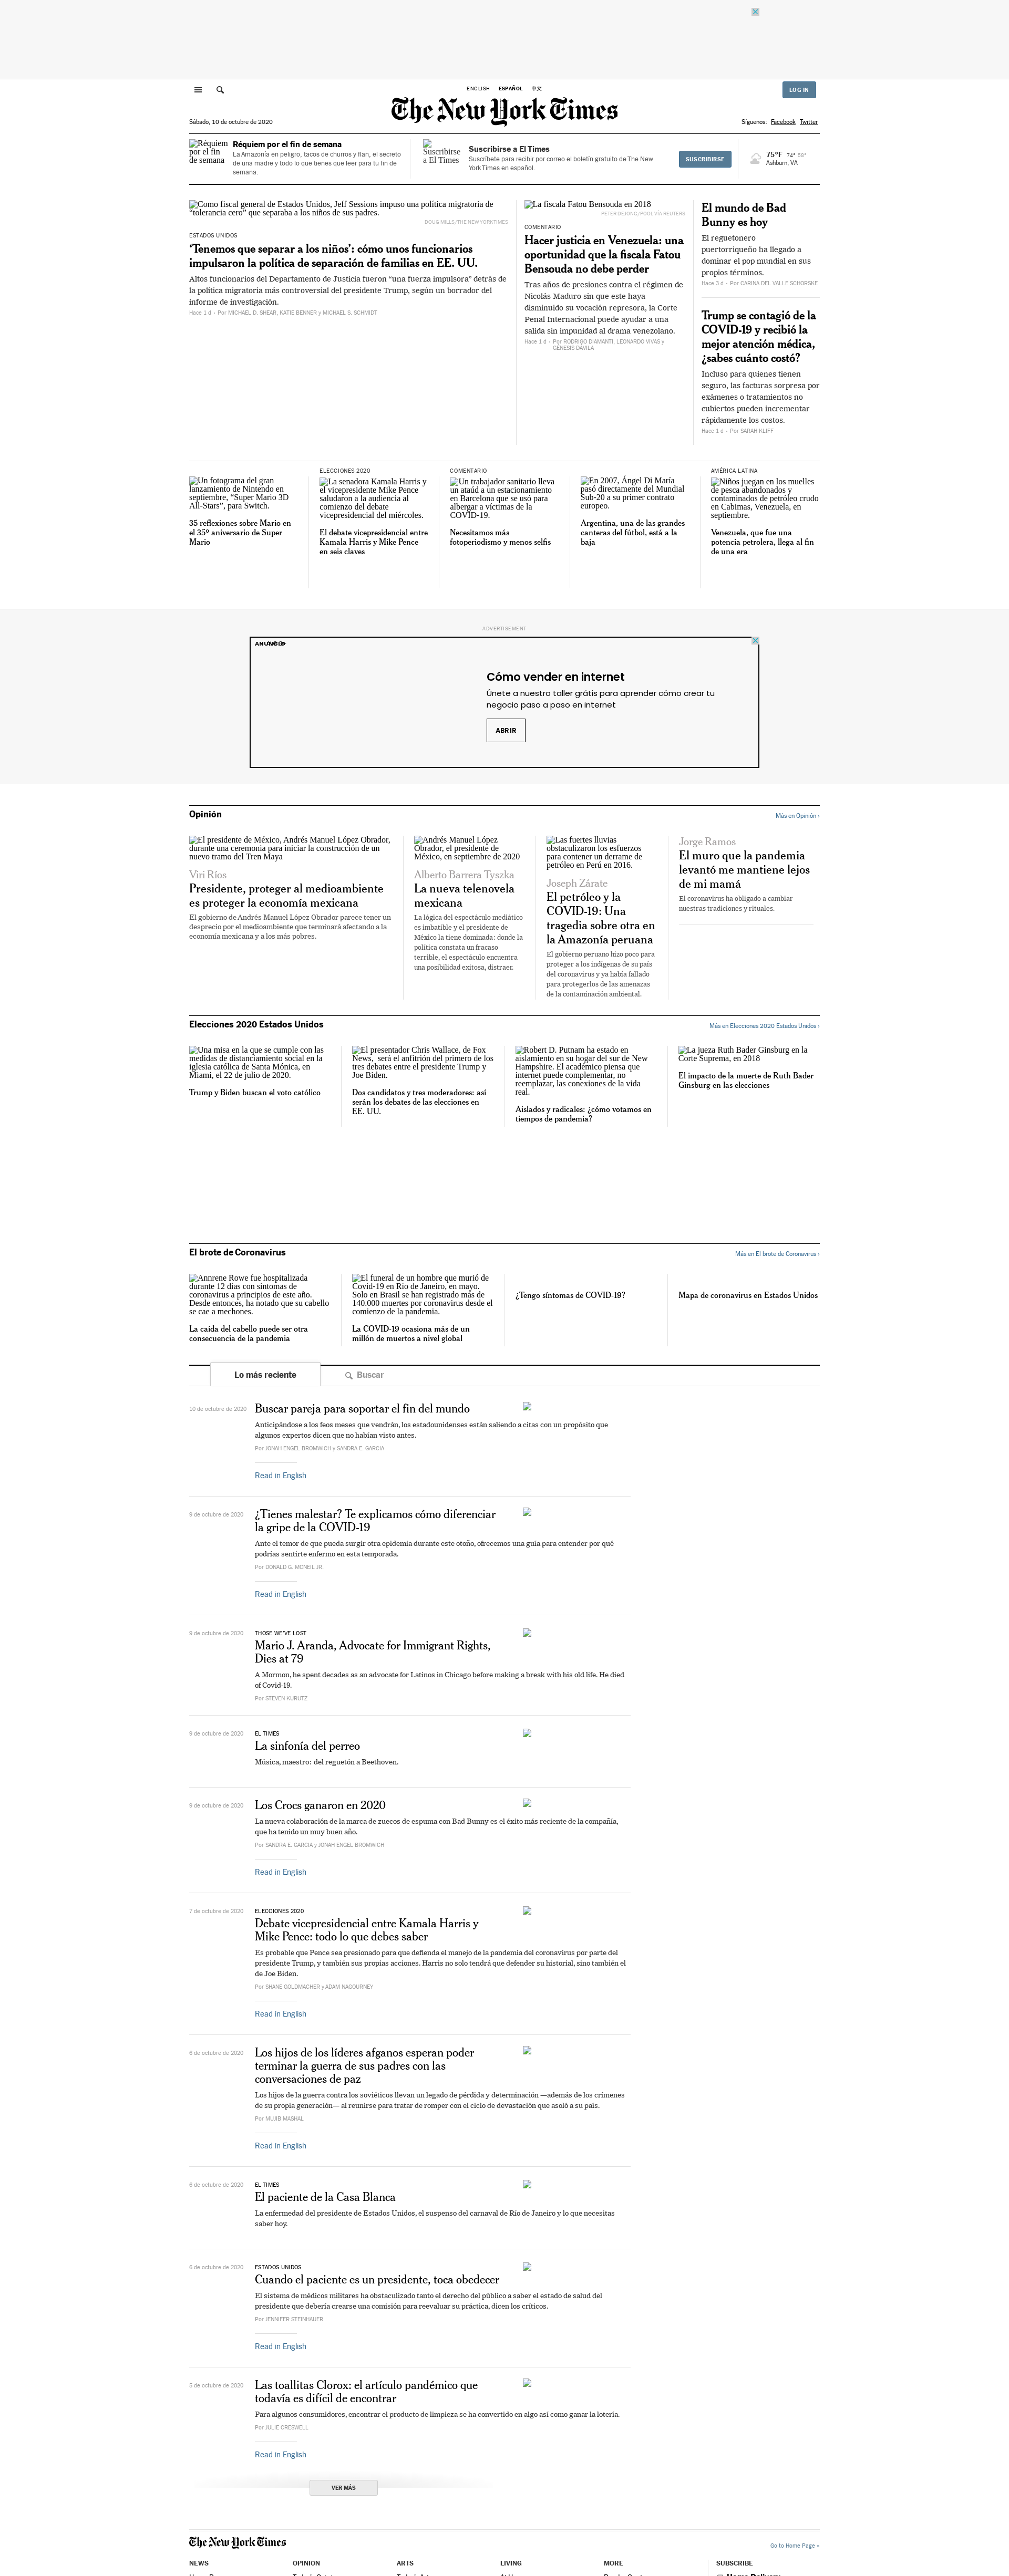 ENGLISH ESPAÑOL 中文
LOG IN
The New York Times
Sábado, 10 de octubre de 2020
Síguenos: Facebook Twitter
Réquiem por el fin de semana
Réquiem por el fin de semana
La Amazonía en peligro, tacos de churros y flan, el secreto
de una madre y todo lo que tienes que leer para tu fin de
semana.
Suscribirse
a El Times
Suscribirse a El Times
Suscríbete para recibir por correo el boletín gratuito de The New
York Times en español.
SUSCRIBIRSE
75°F 74° 59°
Ashburn, VA
Como fiscal general de Estados Unidos, Jeff Sessions impuso una política migratoria de
“tolerancia cero” que separaba a los niños de sus padres.
DOUG MILLS/THE NEW YORK TIMES
ESTADOS UNIDOS
‘Tenemos que separar a los niños’: cómo unos funcionarios
impulsaron la política de separación de familias en EE. UU.
Altos funcionarios del Departamento de Justicia fueron “una fuerza impulsora” detrás de
la política migratoria más controversial del presidente Trump, según un borrador del
informe de investigación.
Hace 1 d - Por MICHAEL D. SHEAR, KATIE BENNER y MICHAEL S. SCHMIDT
La fiscala Fatou Bensouda en 2018
PETER DEJONG/POOL VÍA REUTERS
COMENTARIO
Hacer justicia en Venezuela: una
oportunidad que la fiscala Fatou
Bensouda no debe perder
Tras años de presiones contra el régimen de
Nicolás Maduro sin que este haya
disminuido su vocación represora, la Corte
Penal Internacional puede ayudar a una
salida sin impunidad al drama venezolano.
Hace 1 d - Por RODRIGO DIAMANTI, LEONARDO VIVAS y
GÉNESIS DÁVILA
El mundo de Bad
Bunny es hoy
El reguetonero
puertorriqueño ha llegado a
dominar el pop mundial en sus
propios términos.
Hace 3 d - Por CARINA DEL VALLE SCHORSKE
Trump se contagió de la
COVID-19 y recibió la
mejor atención médica,
¿sabes cuánto costó?
Incluso para quienes tienen
seguro, las facturas sorpresa por
exámenes o tratamientos no
cubiertos pueden incrementar
rápidamente los costos.
Hace 1 d - Por SARAH KLIFF
Un fotograma del gran
lanzamiento de Nintendo en
septiembre, “Super Mario 3D
All-Stars”, para Switch.
35 reflexiones sobre Mario en
el 35º aniversario de Super
Mario
ELECCIONES 2020
La senadora Kamala Harris y
el vicepresidente Mike Pence
saludaron a la audiencia al
comienzo del debate
vicepresidencial del miércoles.
El debate vicepresidencial entre
Kamala Harris y Mike Pence
en seis claves
COMENTARIO
Un trabajador sanitario lleva
un ataúd a un estacionamiento
en Barcelona que se usó para
albergar a víctimas de la
COVID-19.
Necesitamos más
fotoperiodismo y menos selfis
En 2007, Ángel Di María
pasó directamente del Mundial
Sub-20 a su primer contrato
europeo.
Argentina, una de las grandes
canteras del fútbol, está a la
baja
AMÉRICA LATINA
Niños juegan en los muelles
de pesca abandonados y
contaminados de petróleo crudo
en Cabimas, Venezuela, en
septiembre.
Venezuela, que fue una
potencia petrolera, llega al fin
de una era
ADVERTISEMENT
Cómo vender en internet
Únete a nuestro taller grátis para aprender cómo crear tu
negocio paso a paso en internet
ABRIR
Opinión
Más en Opinión ›
El presidente de México, Andrés Manuel López Obrador,
durante una ceremonia para iniciar la construcción de un
nuevo tramo del Tren Maya
Viri Ríos
Presidente, proteger al medioambiente
es proteger la economía mexicana
El gobierno de Andrés Manuel López Obrador parece tener un
desprecio por el medioambiente que terminará afectando a la
economía mexicana y a los más pobres.
Andrés Manuel López
Obrador, el presidente de
México, en septiembre de 2020
Alberto Barrera Tyszka
La nueva telenovela
mexicana
La lógica del espectáculo mediático
es imbatible y el presidente de
México la tiene dominada: donde la
política constata un fracaso
terrible, el espectáculo encuentra
una posibilidad exitosa, distraer.
Las fuertes lluvias
obstaculizaron los esfuerzos
para contener un derrame de
petróleo en Perú en 2016.
Joseph Zárate
El petróleo y la
COVID-19: Una
tragedia sobre otra en
la Amazonía peruana
El gobierno peruano hizo poco para
proteger a los indígenas de su país
del coronavirus y ya había fallado
para protegerlos de las amenazas
de la contaminación ambiental.
Jorge Ramos
El muro que la pandemia
levantó me mantiene lejos
de mi mamá
El coronavirus ha obligado a cambiar
nuestras tradiciones y rituales.
Elecciones 2020 Estados Unidos
Más en Elecciones 2020 Estados Unidos ›
Una misa en la que se cumple con las
medidas de distanciamiento social en la
iglesia católica de Santa Mónica, en
Miami, el 22 de julio de 2020.
Trump y Biden buscan el voto católico
El presentador Chris Wallace, de Fox
News, será el anfitrión del primero de los
tres debates entre el presidente Trump y
Joe Biden.
Dos candidatos y tres moderadores: así
serán los debates de las elecciones en
EE. UU.
Robert D. Putnam ha estado en
aislamiento en su hogar del sur de New
Hampshire. El académico piensa que
internet puede complementar, no
reemplazar, las conexiones de la vida
real.
Aislados y radicales: ¿cómo votamos en
tiempos de pandemia?
La jueza Ruth Bader Ginsburg en la
Corte Suprema, en 2018
El impacto de la muerte de Ruth Bader
Ginsburg en las elecciones
El brote de Coronavirus
Más en El brote de Coronavirus ›
Annrene Rowe fue hospitalizada
durante 12 días con síntomas de
coronavirus a principios de este año.
Desde entonces, ha notado que su cabello
se cae a mechones.
La caída del cabello puede ser otra
consecuencia de la pandemia
El funeral de un hombre que murió de
Covid-19 en Río de Janeiro, en mayo.
Solo en Brasil se han registrado más de
140.000 muertes por coronavirus desde el
comienzo de la pandemia.
La COVID-19 ocasiona más de un
millón de muertos a nivel global
¿Tengo síntomas de COVID-19?
Mapa de coronavirus en Estados Unidos
Lo más reciente
Buscar
10 de octubre de 2020
Buscar pareja para soportar el fin del mundo
Anticipándose a los feos meses que vendrán, los estadounidenses están saliendo a citas con un propósito que
algunos expertos dicen que no habían visto antes.
Por JONAH ENGEL BROMWICH y SANDRA E. GARCIA
Read in English
9 de octubre de 2020
¿Tienes malestar? Te explicamos cómo diferenciar
la gripe de la COVID-19
Ante el temor de que pueda surgir otra epidemia durante este otoño, ofrecemos una guía para entender por qué
podrías sentirte enfermo en esta temporada.
Por DONALD G. MCNEIL JR.
Read in English
9 de octubre de 2020
THOSE WE'VE LOST
Mario J. Aranda, Advocate for Immigrant Rights,
Dies at 79
A Mormon, he spent decades as an advocate for Latinos in Chicago before making a break with his old life. He died
of Covid-19.
Por STEVEN KURUTZ
9 de octubre de 2020
EL TIMES
La sinfonía del perreo
Música, maestro: del reguetón a Beethoven.
9 de octubre de 2020
Los Crocs ganaron en 2020
La nueva colaboración de la marca de zuecos de espuma con Bad Bunny es el éxito más reciente de la compañía,
que ha tenido un muy buen año.
Por SANDRA E. GARCIA y JONAH ENGEL BROMWICH
Read in English
7 de octubre de 2020
ELECCIONES 2020
Debate vicepresidencial entre Kamala Harris y
Mike Pence: todo lo que debes saber
Es probable que Pence sea presionado para que defienda el manejo de la pandemia del coronavirus por parte del
presidente Trump, y también sus propias acciones. Harris no solo tendrá que defender su historial, sino también el
de Joe Biden.
Por SHANE GOLDMACHER y ADAM NAGOURNEY
Read in English
6 de octubre de 2020
Los hijos de los líderes afganos esperan poder
terminar la guerra de sus padres con las
conversaciones de paz
Los hijos de la guerra contra los soviéticos llevan un legado de pérdida y determinación —además de los crímenes
de su propia generación— al reunirse para tratar de romper con el ciclo de devastación que asoló a su país.
Por MUJIB MASHAL
Read in English
6 de octubre de 2020
EL TIMES
El paciente de la Casa Blanca
La enfermedad del presidente de Estados Unidos, el suspenso del carnaval de Río de Janeiro y lo que necesitas
saber hoy.
6 de octubre de 2020
ESTADOS UNIDOS
Cuando el paciente es un presidente, toca obedecer
El sistema de médicos militares ha obstaculizado tanto el derecho del público a saber el estado de salud del
presidente que debería crearse una comisión para reevaluar su práctica, dicen los críticos.
Por JENNIFER STEINHAUER
Read in English
5 de octubre de 2020
Las toallitas Clorox: el artículo pandémico que
todavía es difícil de encontrar
Para algunos consumidores, encontrar el producto de limpieza se ha convertido en algo así como ganar la lotería.
Por JULIE CRESWELL
Read in English
VER MÁS
The New York Times
Go to Home Page »
NEWS OPINION ARTS LIVING MORE SUBSCRIBE